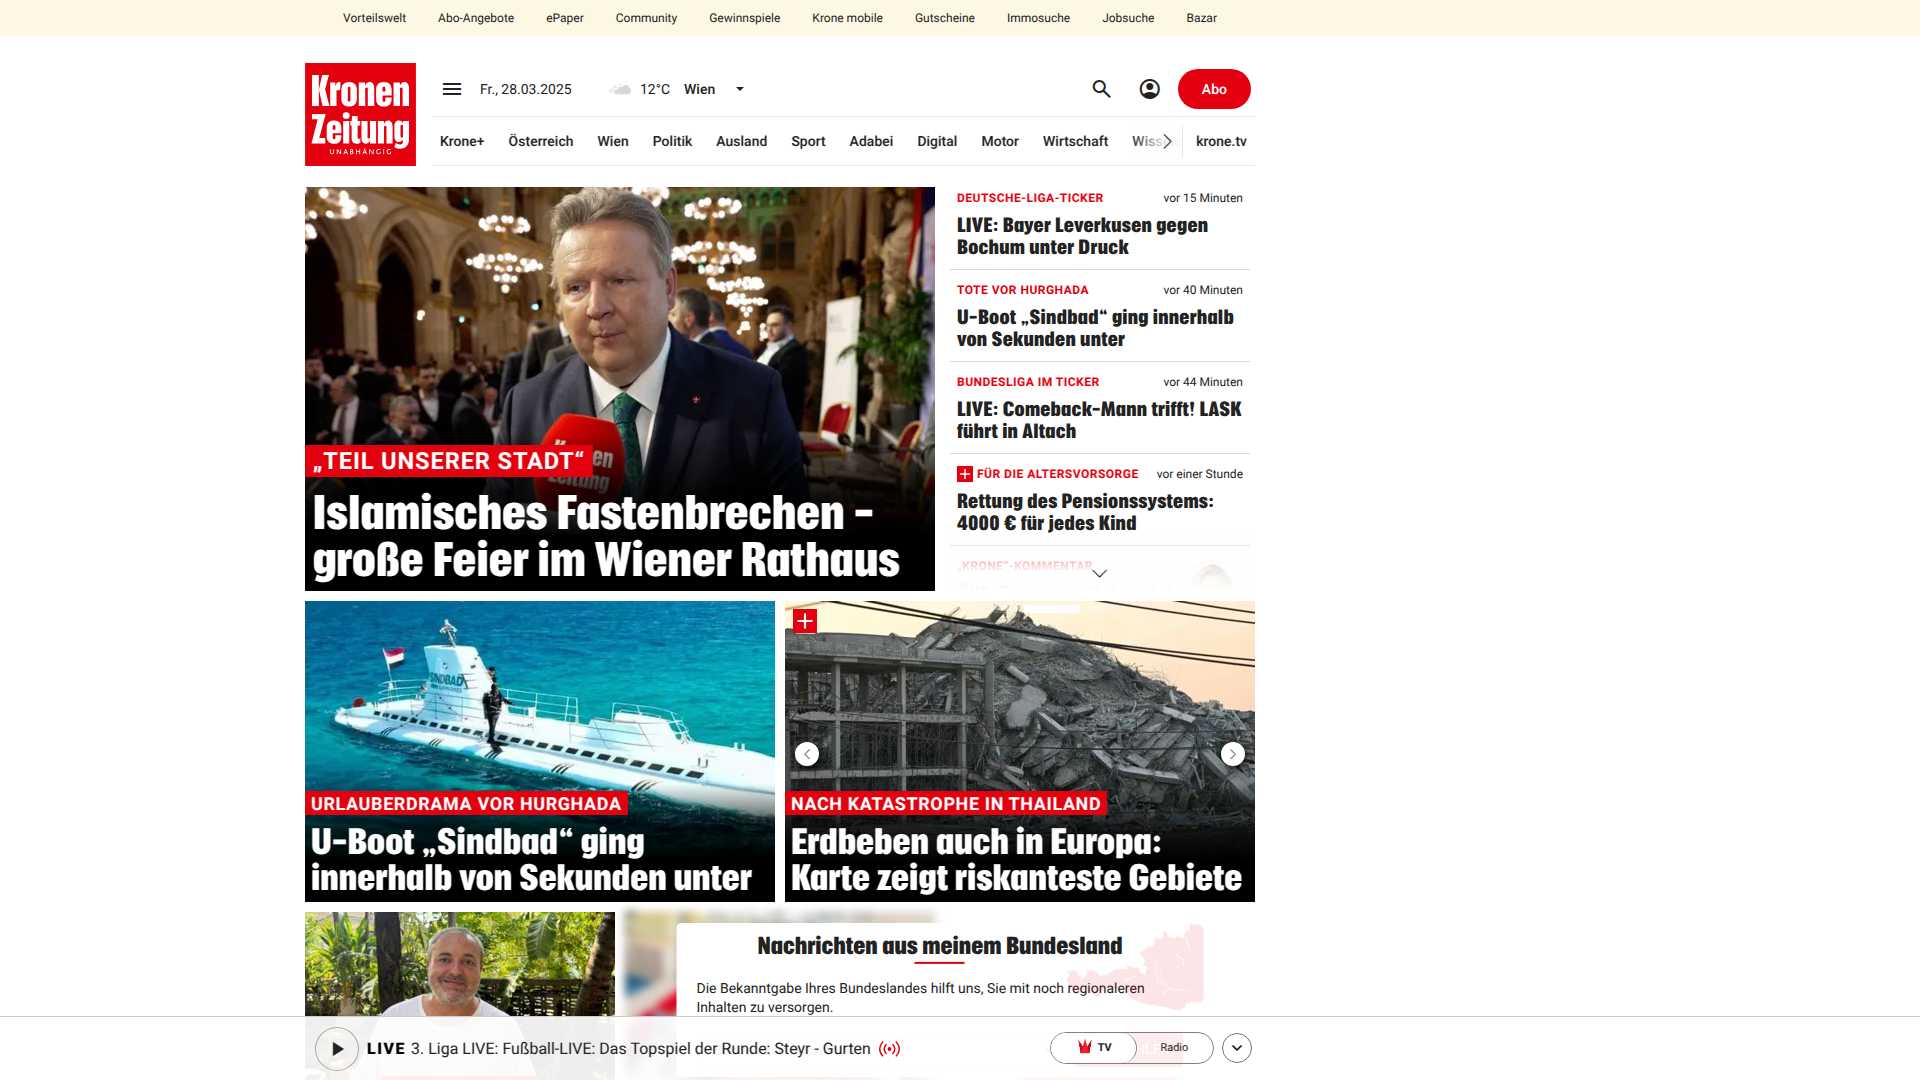 Vorteilswelt Abo-Angebote ePaper Community Gewinnspiele Krone mobile Gutscheine Immosuche Jobsuche Bazar
Kronen
Zeitung
UNABHÄNGIG
Fr., 28.03.2025 12°C Wien
Abo
Krone+ Österreich Wien Politik Ausland Sport Adabei Digital Motor Wirtschaft Wiss krone.tv
„TEIL UNSERER STADT“
Islamisches Fastenbrechen –
große Feier im Wiener Rathaus
DEUTSCHE-LIGA-TICKER vor 15 Minuten
LIVE: Bayer Leverkusen gegen
Bochum unter Druck
TOTE VOR HURGHADA vor 40 Minuten
U-Boot „Sindbad“ ging innerhalb
von Sekunden unter
BUNDESLIGA IM TICKER vor 44 Minuten
LIVE: Comeback-Mann trifft! LASK
führt in Altach
FÜR DIE ALTERSVORSORGE vor einer Stunde
Rettung des Pensionssystems:
4000 € für jedes Kind
„KRONE“-KOMMENTAR
SINDBAD
URLAUBERDRAMA VOR HURGHADA
U-Boot „Sindbad“ ging
innerhalb von Sekunden unter
NACH KATASTROPHE IN THAILAND
Erdbeben auch in Europa:
Karte zeigt riskanteste Gebiete
Nachrichten aus meinem Bundesland
Die Bekanntgabe Ihres Bundeslandes hilft uns, Sie mit noch regionaleren
Inhalten zu versorgen.
LIVE 3. Liga LIVE: Fußball-LIVE: Das Topspiel der Runde: Steyr - Gurten
TV Radio